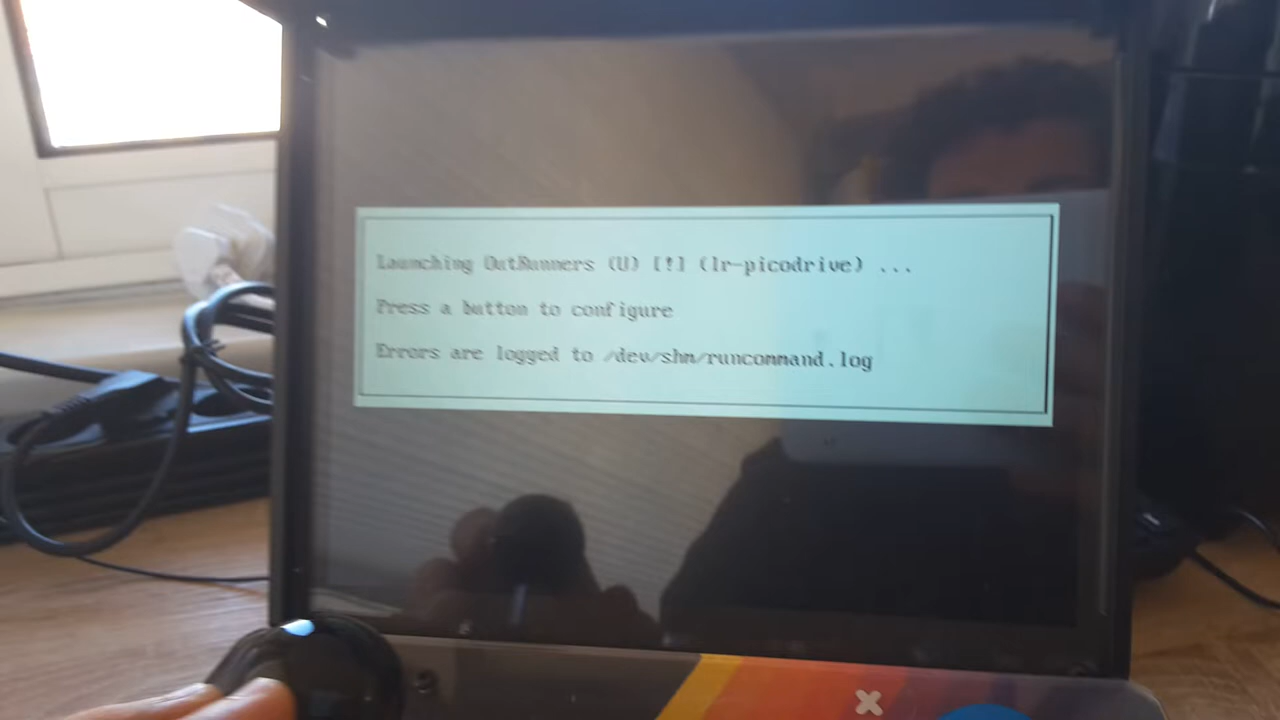 Launching OutRunners (U) [!] (lr-picodrive) ...
Press a button to configure
Errors are logged to /dev/shm/runcommand.log